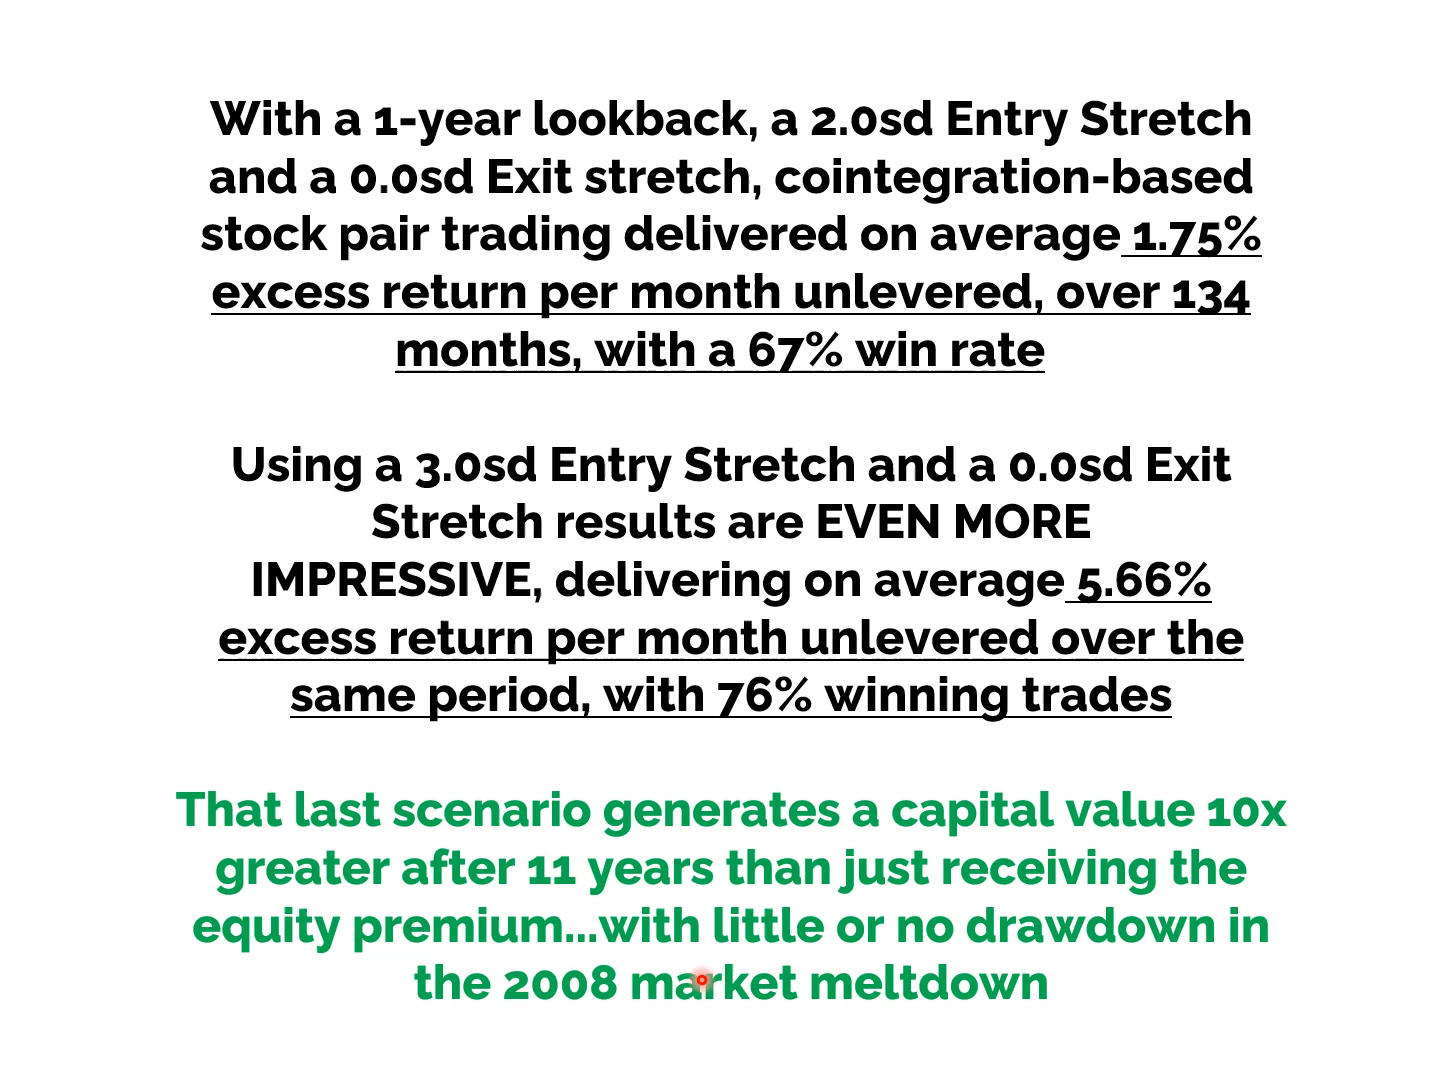 With a 1-year lookback, a 2.0sd Entry Stretch
and a 0.0sd Exit stretch, cointegration-based
stock pair trading delivered on average 1.75%
excess return per month unlevered, over 134
months, with a 67% win rate
Using a 3.0sd Entry Stretch and a 0.0sd Exit
Stretch results are EVEN MORE
IMPRESSIVE, delivering on average 5.66%
excess return per month unlevered over the
same period, with 76% winning trades
That last scenario generates a capital value 10x
greater after 11 years than just receiving the
equity premium...with little or no drawdown in
the 2008 market meltdown